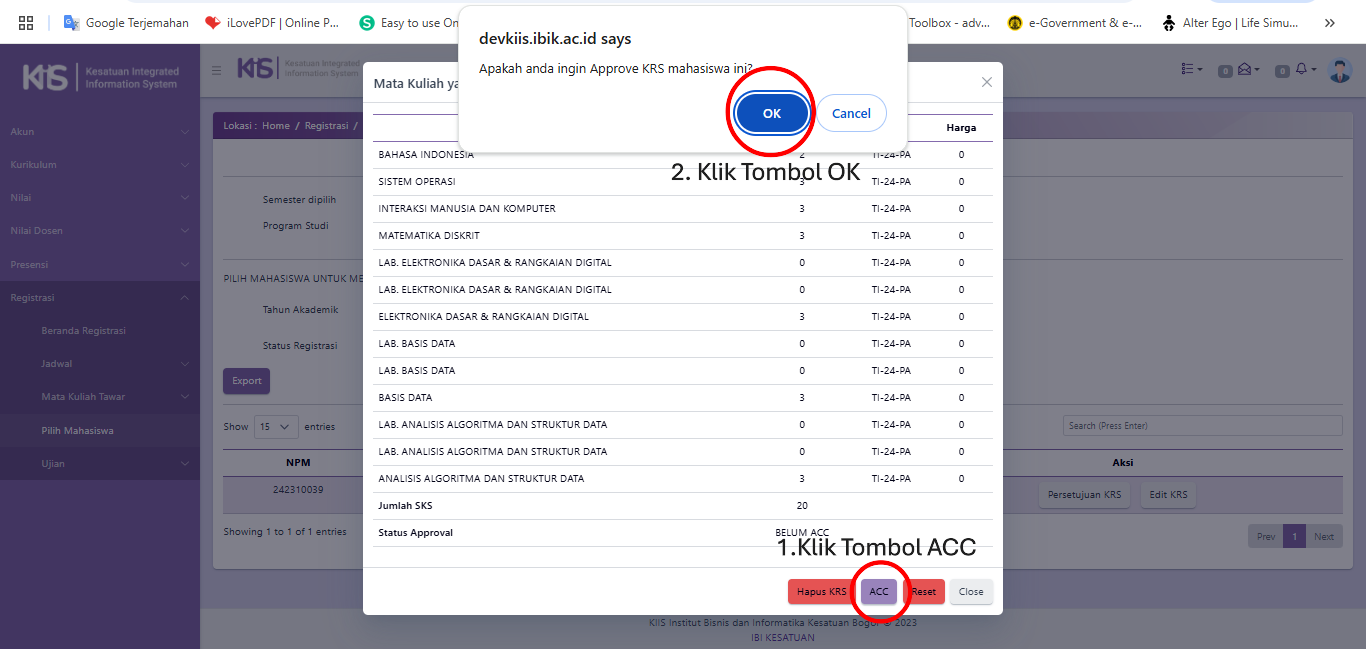 Google Terjemahan
iLovePDF | Online P...
Easy to use On
Toolbox - adv...
e-Government & e-...
Alter Ego | Life Simu...
devkiis.ibik.ac.id says
Apakah anda ingin Approve KRS mahasiswa ini?
OK
Cancel
2. Klik Tombol OK
KIIS
Kesatuan Integrated
Information System
KIIS
Kesatuan Integrated
Information System
0
0
Akun
Kurikulum
Nilai
Nilai Dosen
Presensi
Registrasi
Beranda Registrasi
Jadwal
Mata Kuliah Tawar
Pilih Mahasiswa
Ujian
Lokasi : Home / Registrasi /
Semester dipilih
Program Studi
PILIH MAHASISWA UNTUK ME
Tahun Akademik
Status Registrasi
Export
Show 15 entries
Search (Press Enter)
NPM
Aksi
242310039
Persetujuan KRS
Edit KRS
Showing 1 to 1 of 1 entries
Prev 1 Next
Mata Kuliah ya
Harga
BAHASA INDONESIA 2 TI-24-PA 0
SISTEM OPERASI 3 TI-24-PA 0
INTERAKSI MANUSIA DAN KOMPUTER 3 TI-24-PA 0
MATEMATIKA DISKRIT 3 TI-24-PA 0
LAB. ELEKTRONIKA DASAR & RANGKAIAN DIGITAL 0 TI-24-PA 0
LAB. ELEKTRONIKA DASAR & RANGKAIAN DIGITAL 0 TI-24-PA 0
ELEKTRONIKA DASAR & RANGKAIAN DIGITAL 3 TI-24-PA 0
LAB. BASIS DATA 0 TI-24-PA 0
LAB. BASIS DATA 0 TI-24-PA 0
BASIS DATA 3 TI-24-PA 0
LAB. ANALISIS ALGORITMA DAN STRUKTUR DATA 0 TI-24-PA 0
LAB. ANALISIS ALGORITMA DAN STRUKTUR DATA 0 TI-24-PA 0
ANALISIS ALGORITMA DAN STRUKTUR DATA 3 TI-24-PA 0
Jumlah SKS 20
Status Approval BELUM ACC
1.Klik Tombol ACC
Hapus KRS
ACC
Reset
Close
KIIS Institut Bisnis dan Informatika Kesatuan Bogor © 2023
IBI KESATUAN